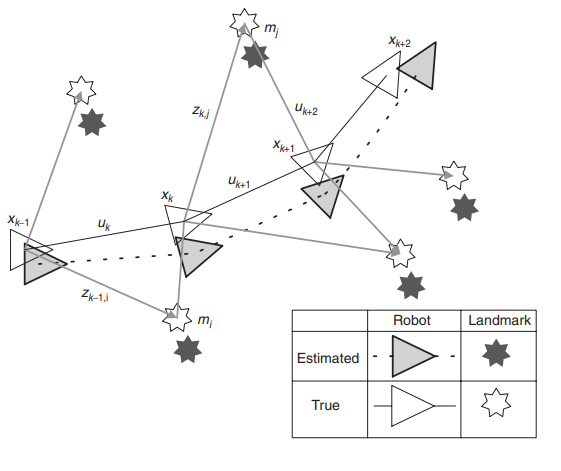 m_j
x_{k+2}
z_{k,j}
u_{k+2}
x_{k+1}
x_k
u_{k+1}
x_{k–1}
u_k
z_{k–1,i}
m_i
Robot Landmark
Estimated
True